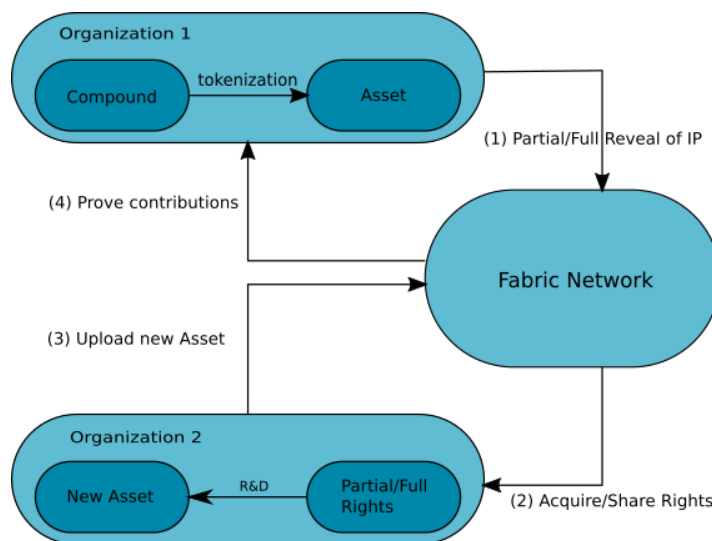 Organization 1
tokenization
Compound
Asset
(1) Partial/Full Reveal of IP
(4) Prove contributions
Fabric Network
(3) Upload new Asset
Organization 2
New Asset
R&D
Partial/Full
Rights
(2) Acquire/Share Rights